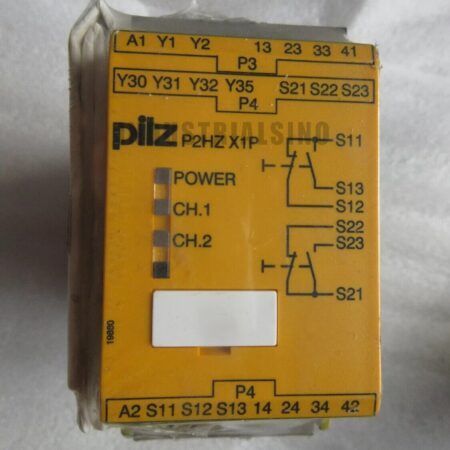 A1 Y1 Y2 13 23 33 41
P3
Y30 Y31 Y32 Y35 S21 S22 S23
P4
pilz P2HZ X1P
POWER
CH.1
CH.2
S11
S13
S12
S22
S23
S21
19880
P4
A2 S11 S12 S13 14 24 34 42